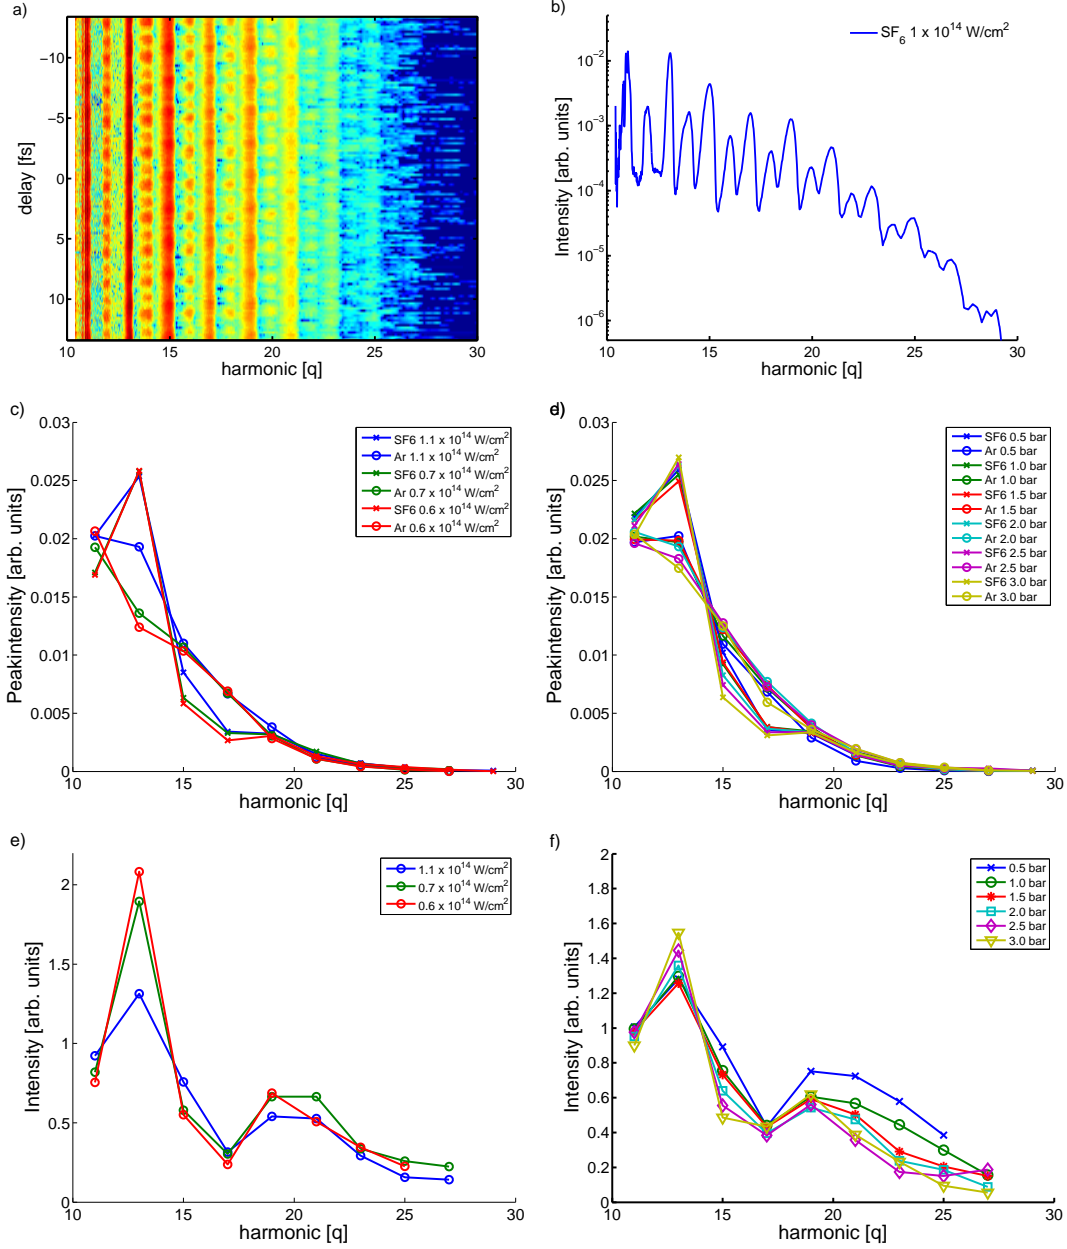 a)
−10
−5
0
5
10
delay [fs]
10 15 20 25 30
harmonic [q]
b)
SF6 1 x 10^14 W/cm^2
10^−2
10^−3
10^−4
10^−5
10^−6
Intensity [arb. units]
10 15 20 25 30
harmonic [q]
c)
0.03
0.025
0.02
0.015
0.01
0.005
0
Peakintensity [arb. units]
SF6 1.1 x 10^14 W/cm^2
Ar 1.1 x 10^14 W/cm^2
SF6 0.7 x 10^14 W/cm^2
Ar 0.7 x 10^14 W/cm^2
SF6 0.6 x 10^14 W/cm^2
Ar 0.6 x 10^14 W/cm^2
10 15 20 25 30
harmonic [q]
0.03
0.025
0.02
0.015
0.01
0.005
0
Peakintensity [arb. units]
SF6 0.5 bar
Ar 0.5 bar
SF6 1.0 bar
Ar 1.0 bar
SF6 1.5 bar
Ar 1.5 bar
SF6 2.0 bar
Ar 2.0 bar
SF6 2.5 bar
Ar 2.5 bar
SF6 3.0 bar
Ar 3.0 bar
10 15 20 25 30
harmonic [q]
e)
2
1.5
1
0.5
0
Intensity [arb. units]
1.1 x 10^14 W/cm^2
0.7 x 10^14 W/cm^2
0.6 x 10^14 W/cm^2
10 15 20 25 30
harmonic [q]
f)
2
1.8
1.6
1.4
1.2
1
0.8
0.6
0.4
0.2
0
Intensity [arb. units]
0.5 bar
1.0 bar
1.5 bar
2.0 bar
2.5 bar
3.0 bar
10 15 20 25 30
harmonic [q]